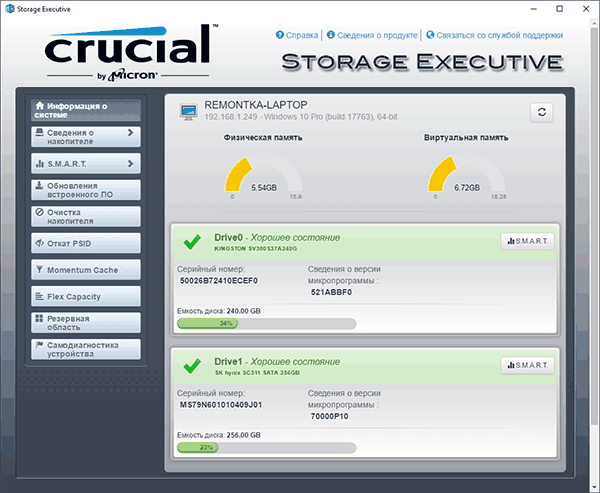 Storage Executive
crucial™
by Micron®
Справка | Сведения о продукте | Связаться со службой поддержки
STORAGE EXECUTIVE
Информация о
системе
Сведения о
накопителе
S.M.A.R.T.
Обновления
встроенного ПО
Очистка
накопителя
Откат PSID
Momentum Cache
Flex Capacity
Резервная
область
Самодиагностика
устройства
REMONTKA-LAPTOP
192.168.1.249 - Windows 10 Pro (build 17763), 64-bit
Физическая память
Виртуальная память
5.54GB
0 15.9
6.72GB
0 18.28
Drive0 - Хорошее состояние
KINGSTON SV300S37A240G
S.M.A.R.T.
Серийный номер:
50026B72410ECEF0
Сведения о версии
микропрограммы :
521ABBF0
Емкость диска: 240.00 GB
34%
Drive1 - Хорошее состояние
SK hynix SC311 SATA 256GB
S.M.A.R.T.
Серийный номер:
MS79N601010409J01
Сведения о версии
микропрограммы :
70000P10
Емкость диска: 256.00 GB
23%